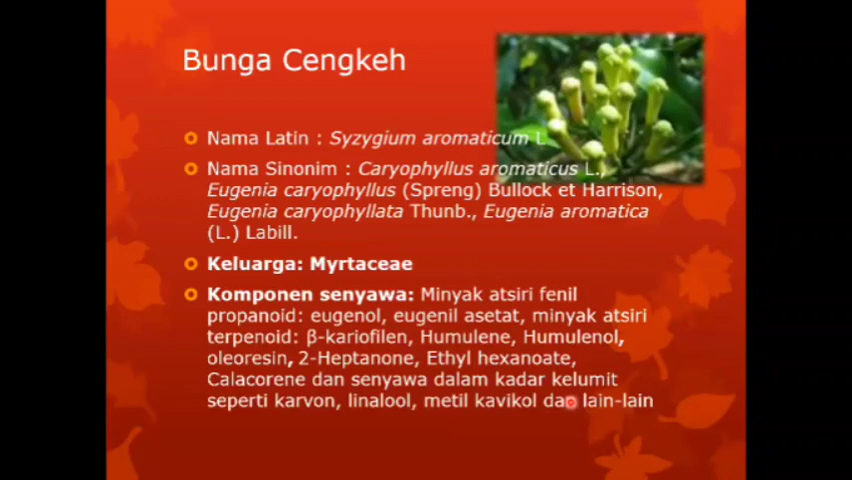 Bunga Cengkeh
Nama Latin : Syzygium aromaticum L
Nama Sinonim : Caryophyllus aromaticus L.,
Eugenia caryophyllus (Spreng) Bullock et Harrison,
Eugenia caryophyllata Thunb., Eugenia aromatica
(L.) Labill.
Keluarga: Myrtaceae
Komponen senyawa: Minyak atsiri fenil
propanoid: eugenol, eugenil asetat, minyak atsiri
terpenoid: β-kariofilen, Humulene, Humulenol,
oleoresin, 2-Heptanone, Ethyl hexanoate,
Calacorene dan senyawa dalam kadar kelumit
seperti karvon, linalool, metil kavikol dan lain-lain